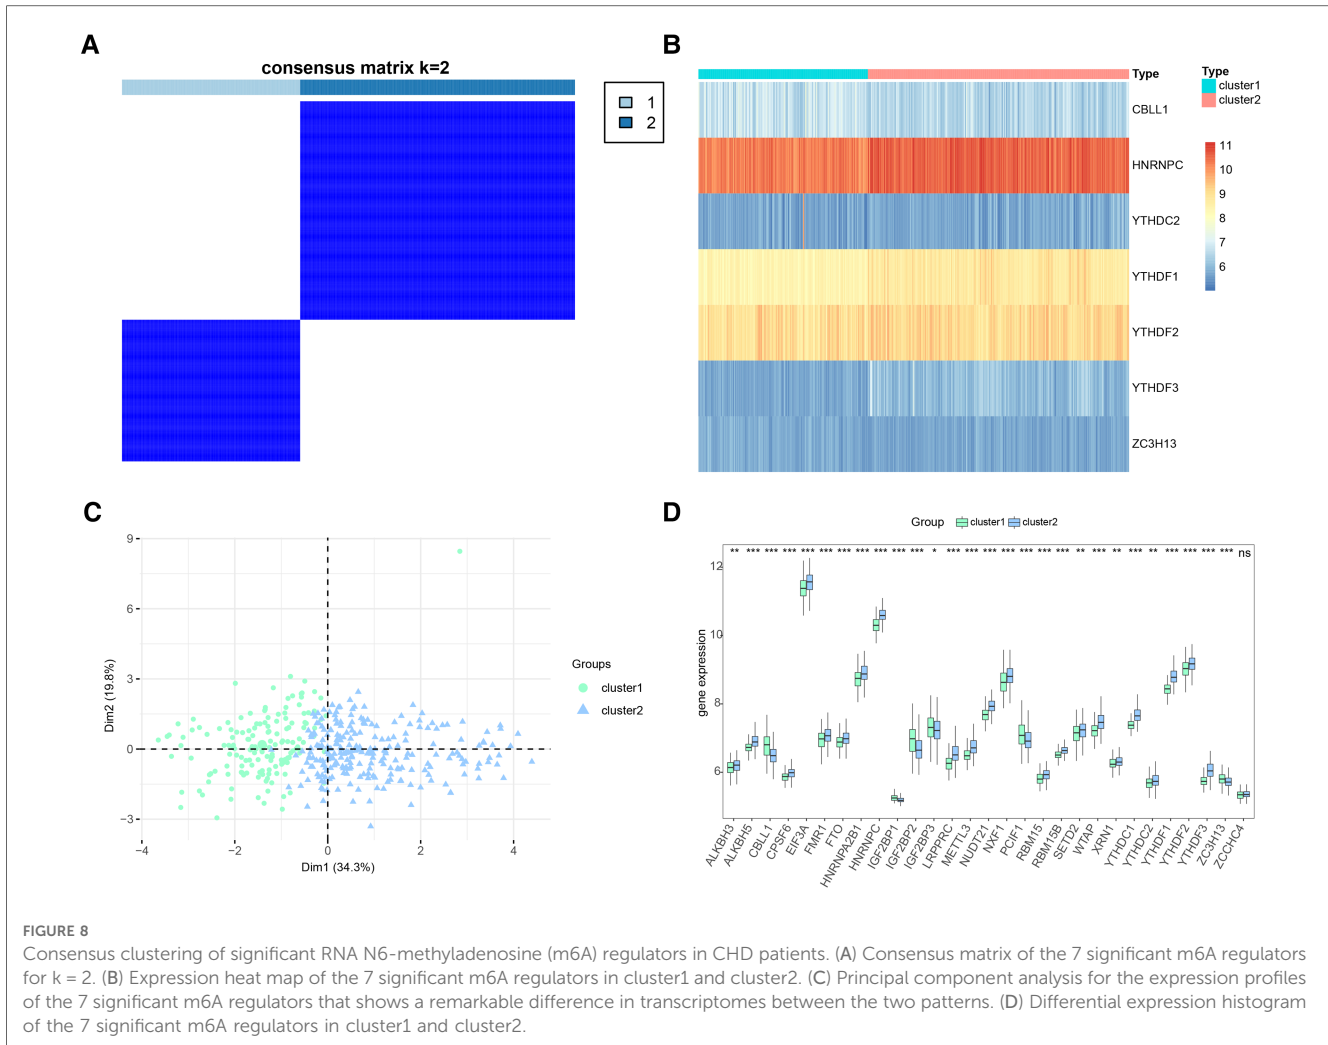 A
consensus matrix k=2
1
2
B
Type
Type
cluster1
cluster2
CBLL1
HNRNPC
YTHDC2
YTHDF1
YTHDF2
YTHDF3
ZC3H13
11
10
9
8
7
6
C
9
6
3
0
−3
−4
−2
0
2
4
Dim2 (19.8%)
Dim1 (34.3%)
Groups
cluster1
cluster2
D
Group
cluster1
cluster2
** *** *** *** *** *** *** *** *** *** *** * *** *** *** *** *** *** *** ** *** ** *** ** *** *** *** *** ns
12
10
8
6
gene expression
ALKBH3
ALKBH5
CBLL1
CPSF6
EIF3A
FMR1
FTO
HNRNPA2B1
HNRNPC
IGF2BP1
IGF2BP2
IGF2BP3
LRPPRC
METTL3
NUDT21
NXF1
PCIF1
RBM15
RBM15B
SETD2
WTAP
XRN1
YTHDC1
YTHDC2
YTHDF1
YTHDF2
YTHDF3
ZC3H13
ZCCHC4
FIGURE 8
Consensus clustering of significant RNA N6-methyladenosine (m6A) regulators in CHD patients. (A) Consensus matrix of the 7 significant m6A regulators
for k = 2. (B) Expression heat map of the 7 significant m6A regulators in cluster1 and cluster2. (C) Principal component analysis for the expression profiles
of the 7 significant m6A regulators that shows a remarkable difference in transcriptomes between the two patterns. (D) Differential expression histogram
of the 7 significant m6A regulators in cluster1 and cluster2.